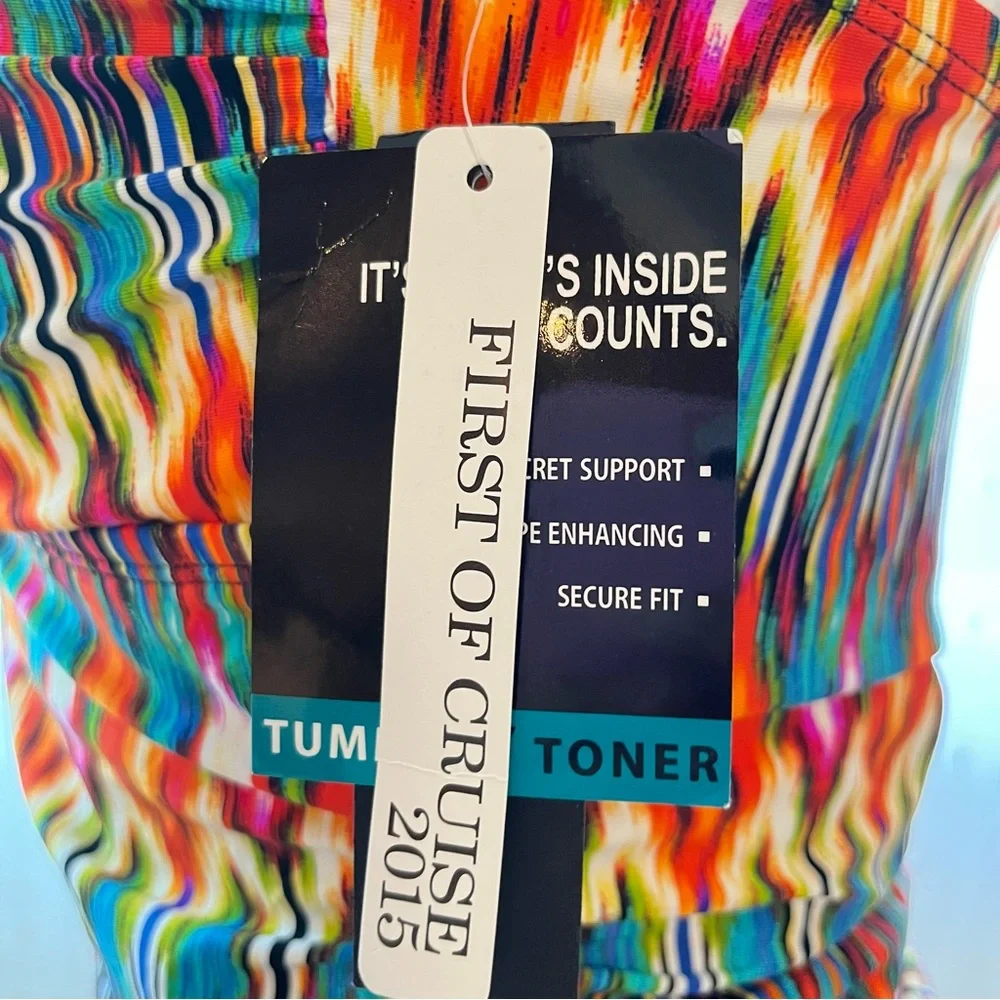 IT'S 'S INSIDE
COUNTS.
CRET SUPPORT
PE ENHANCING
SECURE FIT
TUM TONER
FIRST OF CRUISE
2015